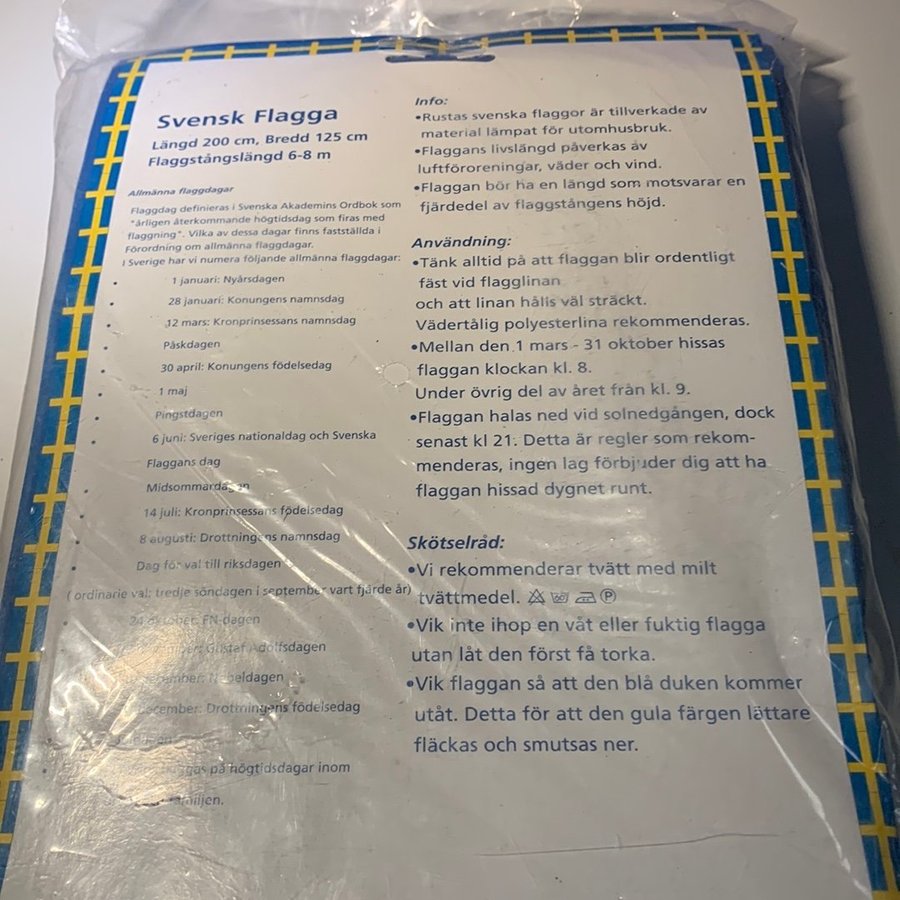 Svensk Flagga
Längd 200 cm, Bredd 125 cm
Flaggstångslängd 6-8 m
Allmänna flaggdagar
Flaggdag definieras i Svenska Akademins Ordbok som
"årligen återkommande högtidsdag som firas med
flaggning". Vilka av dessa dagar finns fastställda i
Förordning om allmänna flaggdagar.
I Sverige har vi numera följande allmänna flaggdagar:
• 1 januari: Nyårsdagen
• 28 januari: Konungens namnsdag
• 12 mars: Kronprinsessans namnsdag
• Påskdagen
• 30 april: Konungens födelsedag
• 1 maj
• Pingstdagen
• 6 juni: Sveriges nationaldag och Svenska
Flaggans dag
• Midsommardagen
• 14 juli: Kronprinsessans födelsedag
• 8 augusti: Drottningens namnsdag
• Dag för val till riksdagen
( ordinarie val: tredje söndagen i september vart fjärde år)
• 24 oktober: FN-dagen
Gustaf Adolfsdagen
december: Nobeldagen
december: Drottningens födelsedag
flaggas på högtidsdagar inom
familjen.
Info:
•Rustas svenska flaggor är tillverkade av
material lämpat för utomhusbruk.
•Flaggans livslängd påverkas av
luftföroreningar, väder och vind.
•Flaggan bör ha en längd som motsvarar en
fjärdedel av flaggstångens höjd.
Användning:
•Tänk alltid på att flaggan blir ordentligt
fäst vid flagglinan
och att linan hålis väl sträckt.
Vädertålig polyesterlina rekommenderas.
•Mellan den 1 mars - 31 oktober hissas
flaggan klockan kl. 8.
Under övrig del av året från kl. 9.
•Flaggan halas ned vid solnedgången, dock
senast kl 21. Detta är regler som rekom-
menderas, ingen lag förbjuder dig att ha
flaggan hissad dygnet runt.
Skötselråd:
•Vi rekommenderar tvätt med milt
tvättmedel. P
•Vik inte ihop en våt eller fuktig flagga
utan låt den först få torka.
•Vik flaggan så att den blå duken kommer
utåt. Detta för att den gula färgen lättare
fläckas och smutsas ner.